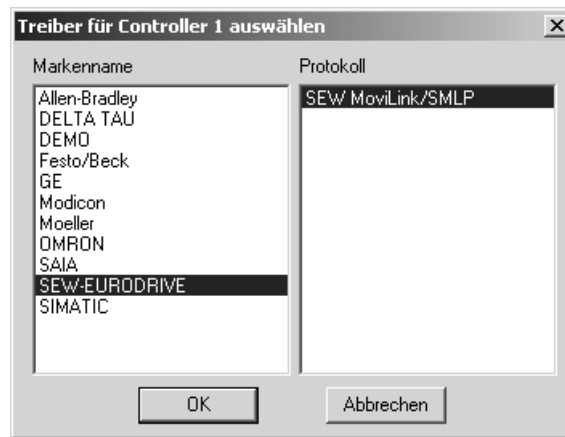 Treiber für Controller 1 auswählen
Markenname
Protokoll
Allen-Bradley
DELTA TAU
DEMO
Festo/Beck
GE
Modicon
Moeller
OMRON
SAIA
SEW-EURODRIVE
SIMATIC
SEW MoviLink/SMLP
OK
Abbrechen